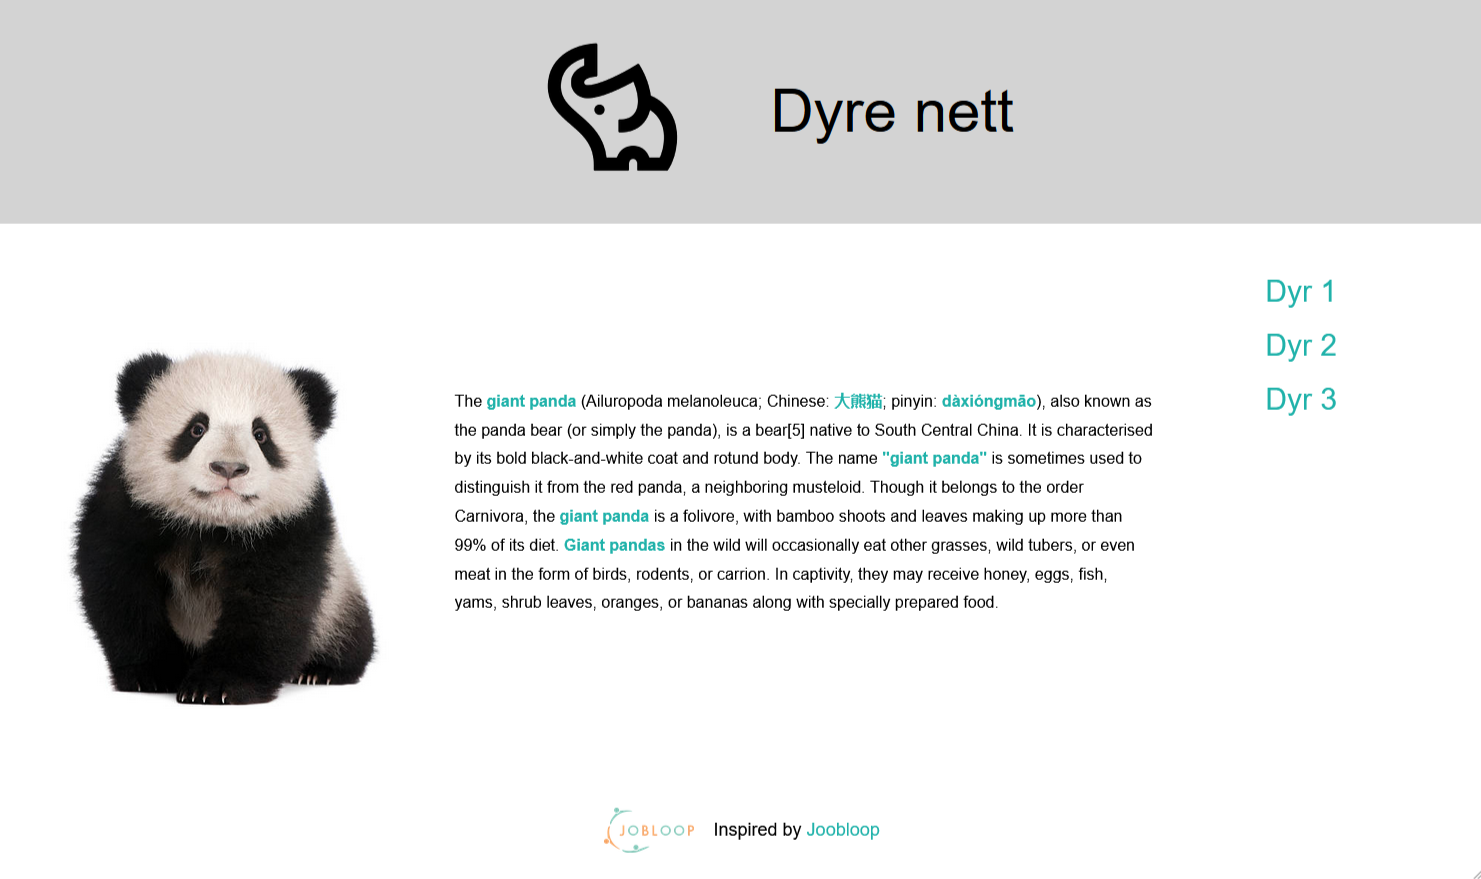 Dyre nett
Dyr 1
Dyr 2
Dyr 3
The giant panda (Ailuropoda melanoleuca; Chinese: 大熊猫; pinyin: dàxióngmāo), also known as
the panda bear (or simply the panda), is a bear[5] native to South Central China. It is characterised
by its bold black-and-white coat and rotund body. The name "giant panda" is sometimes used to
distinguish it from the red panda, a neighboring musteloid. Though it belongs to the order
Carnivora, the giant panda is a folivore, with bamboo shoots and leaves making up more than
99% of its diet. Giant pandas in the wild will occasionally eat other grasses, wild tubers, or even
meat in the form of birds, rodents, or carrion. In captivity, they may receive honey, eggs, fish,
yams, shrub leaves, oranges, or bananas along with specially prepared food.
JOBLOOP Inspired by Joobloop